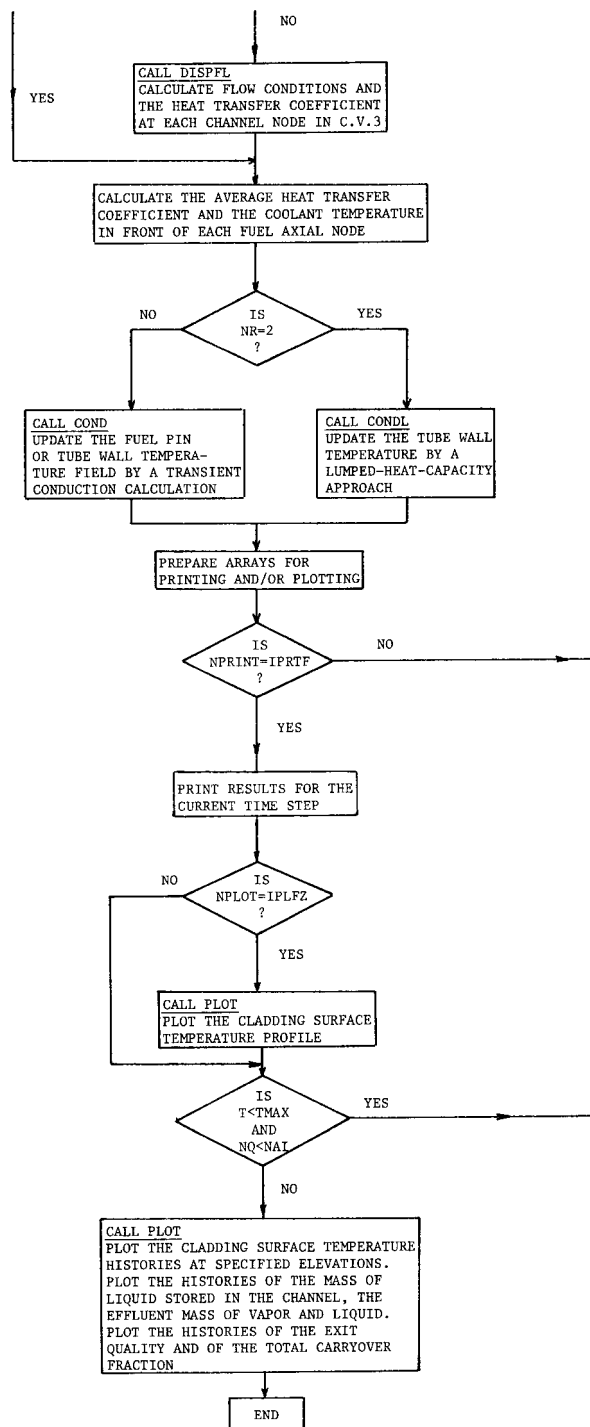 NO
YES
CALL DISPFL
CALCULATE FLOW CONDITIONS AND
THE HEAT TRANSFER COEFFICIENT
AT EACH CHANNEL NODE IN C.V.3
CALCULATE THE AVERAGE HEAT TRANSFER
COEFFICIENT AND THE COOLANT TEMPERATURE
IN FRONT OF EACH FUEL AXIAL NODE
NO
IS
NR=2
?
YES
CALL COND
UPDATE THE FUEL PIN
OR TUBE WALL TEMPERA-
TURE FIELD BY A TRANSIENT
CONDUCTION CALCULATION
CALL CONDL
UPDATE THE TUBE WALL
TEMPERATURE BY A
LUMPED-HEAT-CAPACITY
APPROACH
PREPARE ARRAYS FOR
PRINTING AND/OR PLOTTING
IS
NPRINT=IPRTF
?
NO
YES
PRINT RESULTS FOR THE
CURRENT TIME STEP
NO
IS
NPLOT=IPLFZ
?
YES
CALL PLOT
PLOT THE CLADDING SURFACE
TEMPERATURE PROFILE
IS
T<TMAX
AND
NQ<NAI
YES
NO
CALL PLOT
PLOT THE CLADDING SURFACE TEMPERATURE
HISTORIES AT SPECIFIED ELEVATIONS.
PLOT THE HISTORIES OF THE MASS OF
LIQUID STORED IN THE CHANNEL, THE
EFFLUENT MASS OF VAPOR AND LIQUID.
PLOT THE HISTORIES OF THE EXIT
QUALITY AND OF THE TOTAL CARRYOVER
FRACTION
END